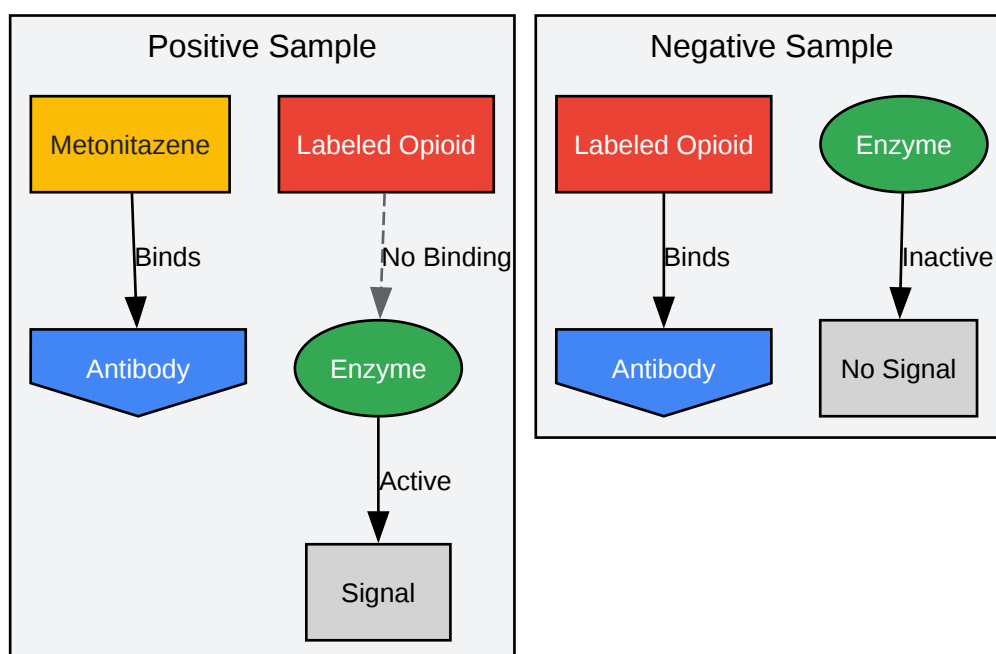 Positive Sample
Metonitazene
Labeled Opioid
Binds
No Binding
Antibody
Enzyme
Active
Signal
Negative Sample
Labeled Opioid
Enzyme
Binds
Inactive
Antibody
No Signal